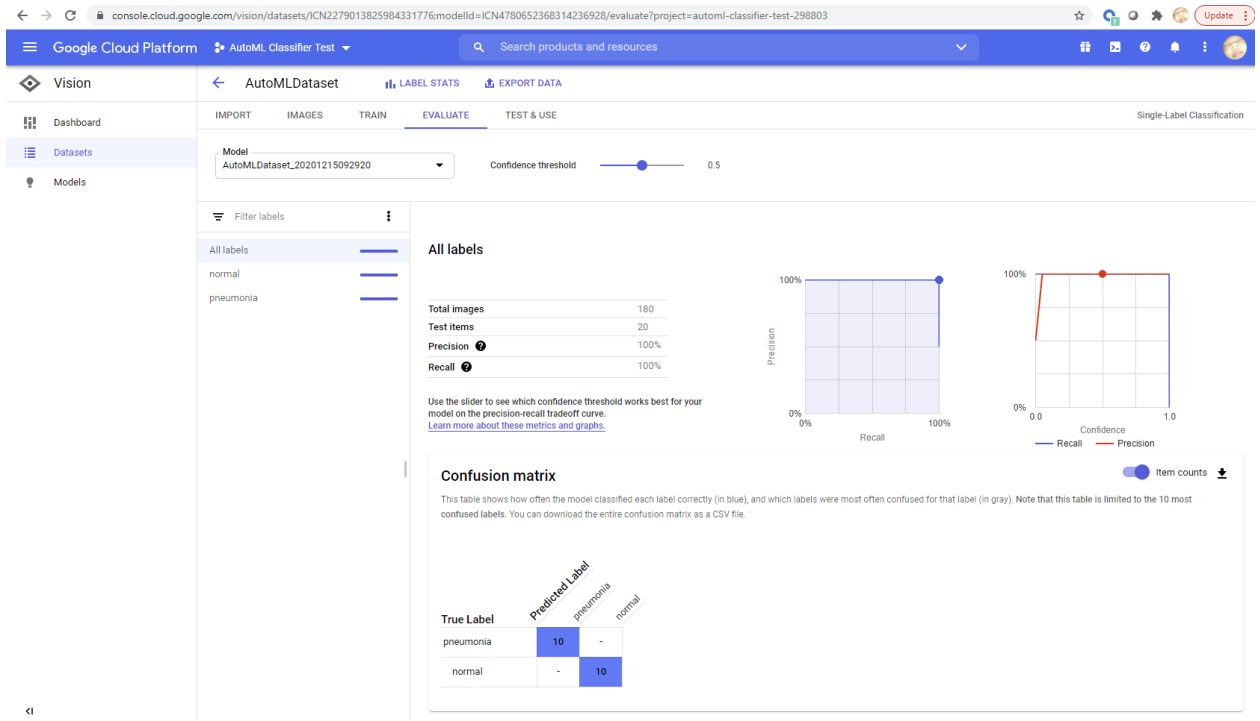 console.cloud.google.com/vision/datasets/ICN2279013825984331776;modelId=ICN4780652368314236928/evaluate?project=automl-classifier-test-298803
Update
Google Cloud Platform
AutoML Classifier Test
Search products and resources
Vision
AutoMLDataset
LABEL STATS
EXPORT DATA
Dashboard
Datasets
Models
IMPORT IMAGES TRAIN EVALUATE TEST & USE
Single-Label Classification
Model
AutoMLDataset_20201215092920
Confidence threshold
0.5
Filter labels
All labels
normal
pneumonia
All labels
Total images 180
Test items 20
Precision ? 100%
Recall ? 100%
Use the slider to see which confidence threshold works best for your
model on the precision-recall tradeoff curve.
Learn more about these metrics and graphs.
100%
Precision
0%
0% 100%
Recall
100%
0%
0.0 1.0
Confidence
Recall Precision
Confusion matrix
Item counts
This table shows how often the model classified each label correctly (in blue), and which labels were most often confused for that label (in gray). Note that this table is limited to the 10 most
confused labels. You can download the entire confusion matrix as a CSV file.
True Label
Predicted Label
pneumonia
normal
pneumonia 10 -
normal - 10